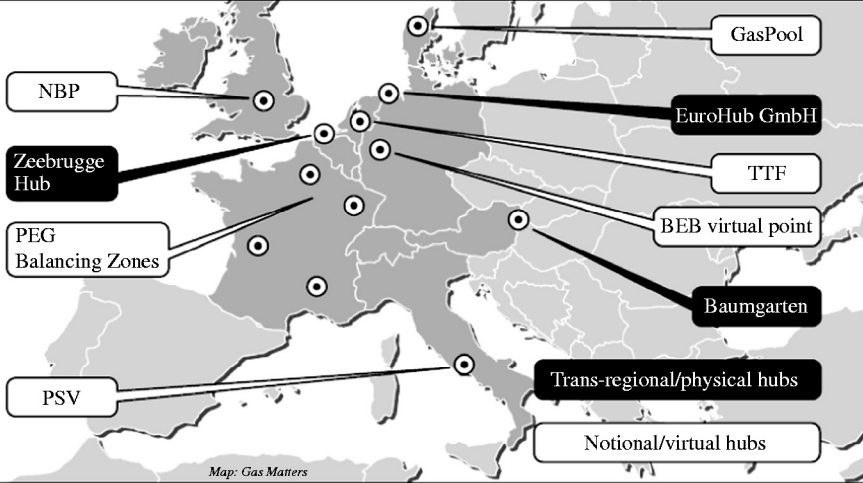 GasPool
NBP
EuroHub GmbH
Zeebrugge
Hub
TTF
BEB virtual point
PEG
Balancing Zones
Baumgarten
Trans-regional/physical hubs
PSV
Notional/virtual hubs
Map: Gas Matters